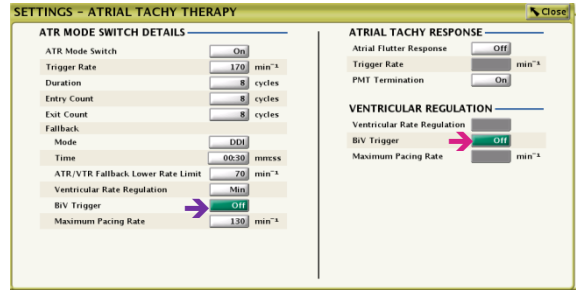 SETTINGS - ATRIAL TACHY THERAPY Close
ATR MODE SWITCH DETAILS
ATR Mode Switch On
Trigger Rate 170 min⁻¹
Duration 8 cycles
Entry Count 8 cycles
Exit Count 8 cycles
Fallback
Mode DDI
Time 00:30 mm:ss
ATR/VTR Fallback Lower Rate Limit 70 min⁻¹
Ventricular Rate Regulation Min
BiV Trigger Off
Maximum Pacing Rate 130 min⁻¹
ATRIAL TACHY RESPONSE
Atrial Flutter Response Off
Trigger Rate min⁻¹
PMT Termination On
VENTRICULAR REGULATION
Ventricular Rate Regulation
BiV Trigger Off
Maximum Pacing Rate min⁻¹